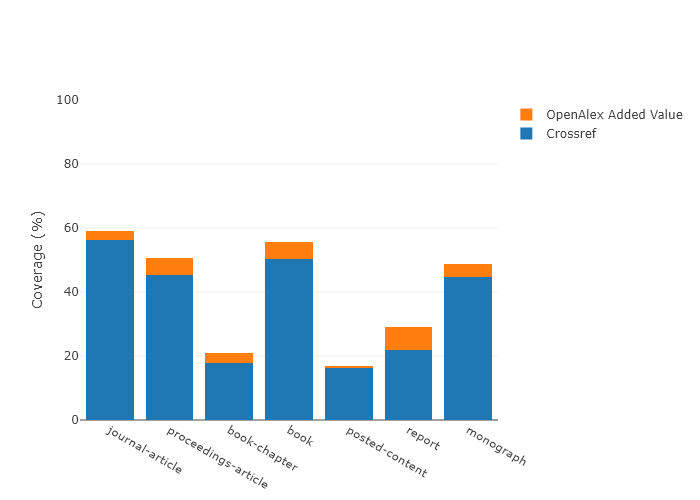 100
80
60
40
20
0
Coverage (%)
journal-article
proceedings-article
book-chapter
book
posted-content
report
monograph
OpenAlex Added Value
Crossref